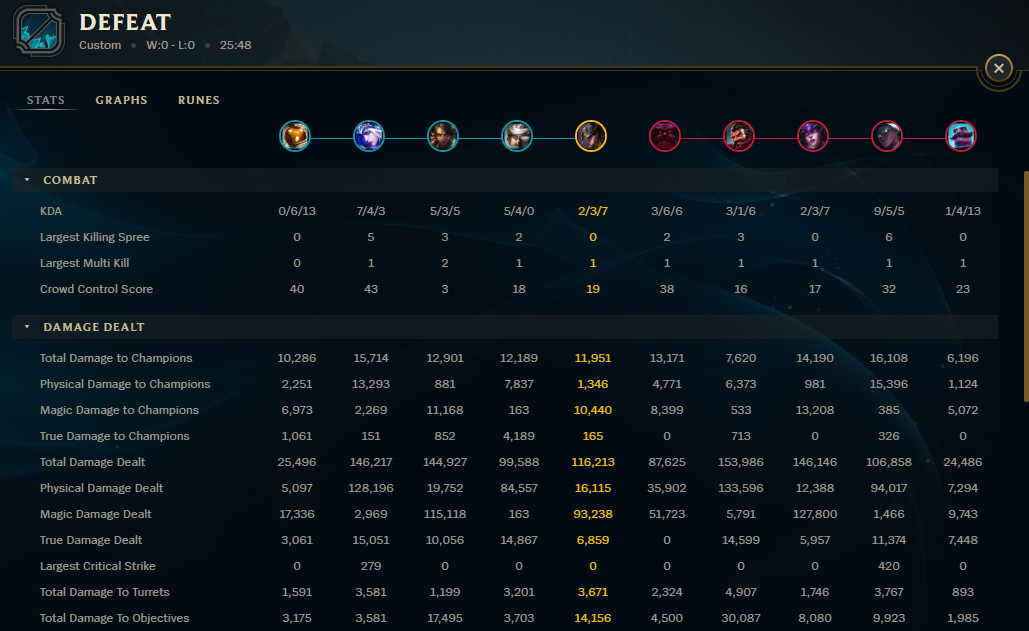 DEFEAT
Custom • W:0 - L:0 • 25:48
STATS GRAPHS RUNES
COMBAT
KDA 0/6/13 7/4/3 5/3/5 5/4/0 2/3/7 3/6/6 3/1/6 2/3/7 9/5/5 1/4/13
Largest Killing Spree 0 5 3 2 0 2 3 0 6 0
Largest Multi Kill 0 1 2 1 1 1 1 1 1 1
Crowd Control Score 40 43 3 18 19 38 16 17 32 23
DAMAGE DEALT
Total Damage to Champions 10,286 15,714 12,901 12,189 11,951 13,171 7,620 14,190 16,108 6,196
Physical Damage to Champions 2,251 13,293 881 7,837 1,346 4,771 6,373 981 15,396 1,124
Magic Damage to Champions 6,973 2,269 11,168 163 10,440 8,399 533 13,208 385 5,072
True Damage to Champions 1,061 151 852 4,189 165 0 713 0 326 0
Total Damage Dealt 25,496 146,217 144,927 99,588 116,213 87,625 153,986 146,146 106,858 24,486
Physical Damage Dealt 5,097 128,196 19,752 84,557 16,115 35,902 133,596 12,388 94,017 7,294
Magic Damage Dealt 17,336 2,969 115,118 163 93,238 51,723 5,791 127,800 1,466 9,743
True Damage Dealt 3,061 15,051 10,056 14,867 6,859 0 14,599 5,957 11,374 7,448
Largest Critical Strike 0 279 0 0 0 0 0 0 420 0
Total Damage To Turrets 1,591 3,581 1,199 3,201 3,671 2,324 4,907 1,746 3,767 893
Total Damage To Objectives 3,175 3,581 17,495 3,703 14,156 4,500 30,087 8,080 9,923 1,985